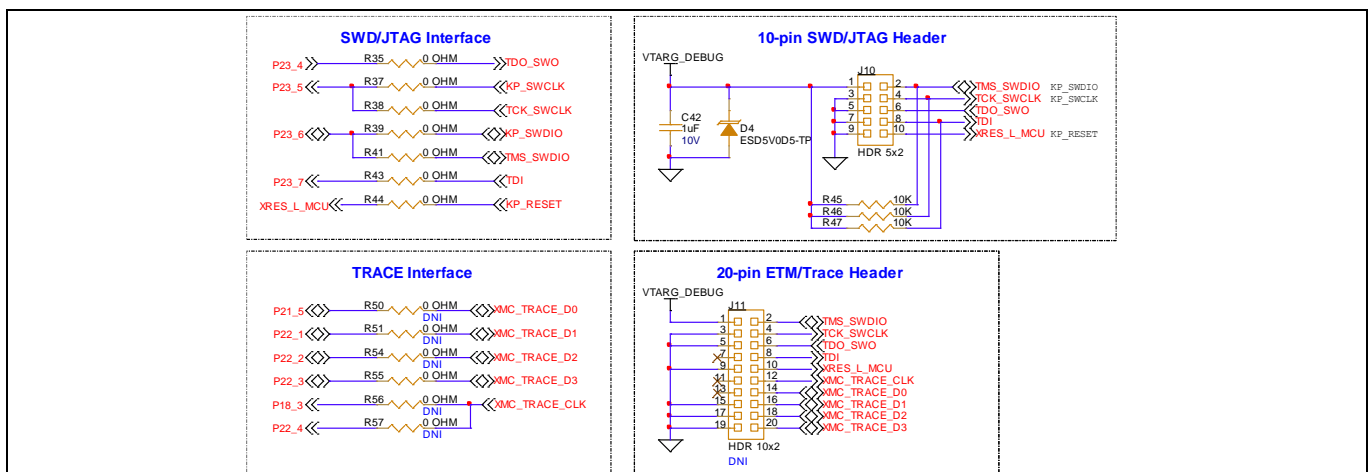 SWD/JTAG Interface
P23_4 R35 0 OHM TDO_SWO
P23_5 R37 0 OHM KP_SWCLK
R38 0 OHM TCK_SWCLK
P23_6 R39 0 OHM KP_SWDIO
R41 0 OHM TMS_SWDIO
P23_7 R43 0 OHM TDI
XRES_L_MCU R44 0 OHM KP_RESET
10-pin SWD/JTAG Header
VTARG_DEBUG
J10
1 2 TMS_SWDIO KP_SWDIO
3 4 TCK_SWCLK KP_SWCLK
5 6 TDO_SWO
7 8 TDI
9 10 XRES_L_MCU KP_RESET
HDR 5x2
C42
1uF
10V
D4
ESD5V0D5-TP
R45 10K
R46 10K
R47 10K
TRACE Interface
P21_5 R50 0 OHM XMC_TRACE_D0
DNI
P22_1 R51 0 OHM XMC_TRACE_D1
DNI
P22_2 R54 0 OHM XMC_TRACE_D2
DNI
P22_3 R55 0 OHM XMC_TRACE_D3
DNI
P18_3 R56 0 OHM XMC_TRACE_CLK
DNI
P22_4 R57 0 OHM
DNI
20-pin ETM/Trace Header
VTARG_DEBUG
J11
1 2 TMS_SWDIO
3 4 TCK_SWCLK
5 6 TDO_SWO
7 8 TDI
9 10 XRES_L_MCU
11 12 XMC_TRACE_CLK
13 14 XMC_TRACE_D0
15 16 XMC_TRACE_D1
17 18 XMC_TRACE_D2
19 20 XMC_TRACE_D3
HDR 10x2
DNI